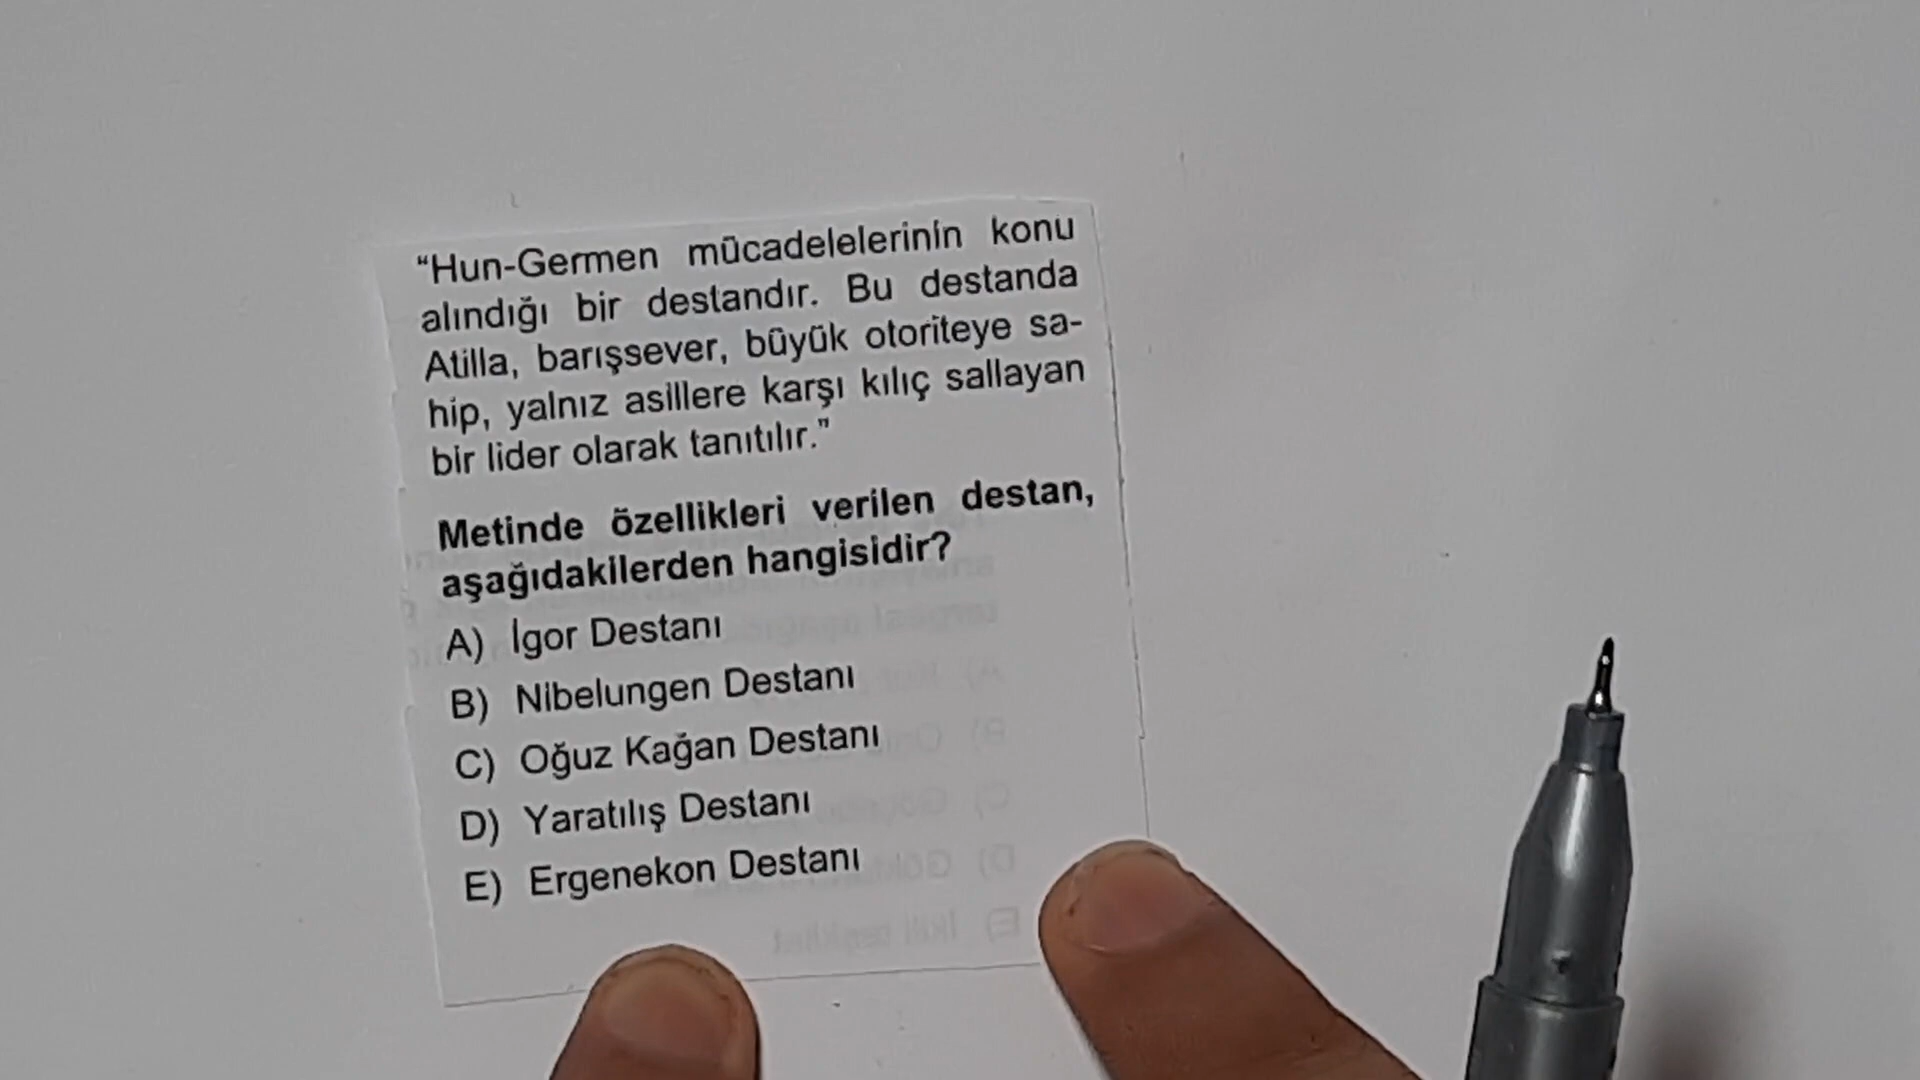 “Hun-Germen mücadelelerinin konu
alındığı bir destandır. Bu destanda
Atilla, barışsever, büyük otoriteye sa-
hip, yalnız asillere karşı kılıç sallayan
bir lider olarak tanıtılır.”
Metinde özellikleri verilen destan,
aşağıdakilerden hangisidir?
A) İgor Destanı
B) Nibelungen Destanı
C) Oğuz Kağan Destanı
D) Yaratılış Destanı
E) Ergenekon Destanı